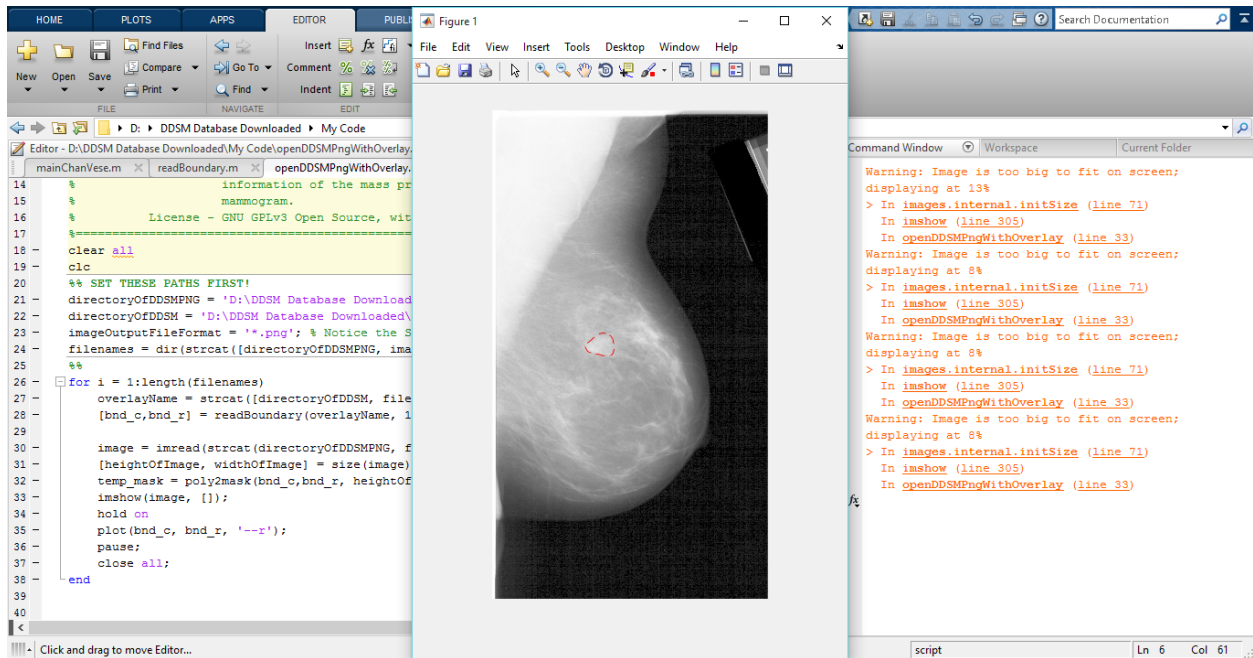 HOME PLOTS APPS EDITOR PUBLI
Figure 1
Search Documentation
File Edit View Insert Tools Desktop Window Help
New Open Save
Find Files
Compare
Print
Go To
Find
Insert fx
Comment
Indent
FILE NAVIGATE EDIT
D: DDSM Database Downloaded My Code
Editor - D:\DDSM Database Downloaded\My Code\openDDSMPngWithOverlay.
mainChanVese.m readBoundary.m openDDSMPngWithOverlay.
14 % information of the mass pr
15 % mammogram.
16 % License - GNU GPLv3 Open Source, wit
17 %==================================================
18 - clear all
19 - clc
20 %% SET THESE PATHS FIRST!
21 - directoryOfDDSMPNG = 'D:\DDSM Database Download
22 - directoryOfDDSM = 'D:\DDSM Database Downloaded\
23 - imageOutputFileFormat = '*.png'; % Notice the S
24 - filenames = dir(strcat([directoryOfDDSMPNG, ima
25 %%
26 - for i = 1:length(filenames)
27 - overlayName = strcat([directoryOfDDSM, file
28 - [bnd_c,bnd_r] = readBoundary(overlayName, 1
29
30 - image = imread(strcat(directoryOfDDSMPNG, f
31 - [heightOfImage, widthOfImage] = size(image)
32 - temp_mask = poly2mask(bnd_c,bnd_r, heightOf
33 - imshow(image, []);
34 - hold on
35 - plot(bnd_c, bnd_r, '--r');
36 - pause;
37 - close all;
38 - end
39
40
Command Window Workspace Current Folder
Warning: Image is too big to fit on screen;
displaying at 13%
> In images.internal.initSize (line 71)
In imshow (line 305)
In openDDSMPngWithOverlay (line 33)
Warning: Image is too big to fit on screen;
displaying at 8%
> In images.internal.initSize (line 71)
In imshow (line 305)
In openDDSMPngWithOverlay (line 33)
Warning: Image is too big to fit on screen;
displaying at 8%
> In images.internal.initSize (line 71)
In imshow (line 305)
In openDDSMPngWithOverlay (line 33)
Warning: Image is too big to fit on screen;
displaying at 8%
> In images.internal.initSize (line 71)
In imshow (line 305)
In openDDSMPngWithOverlay (line 33)
fx
Click and drag to move Editor...
script Ln 6 Col 61